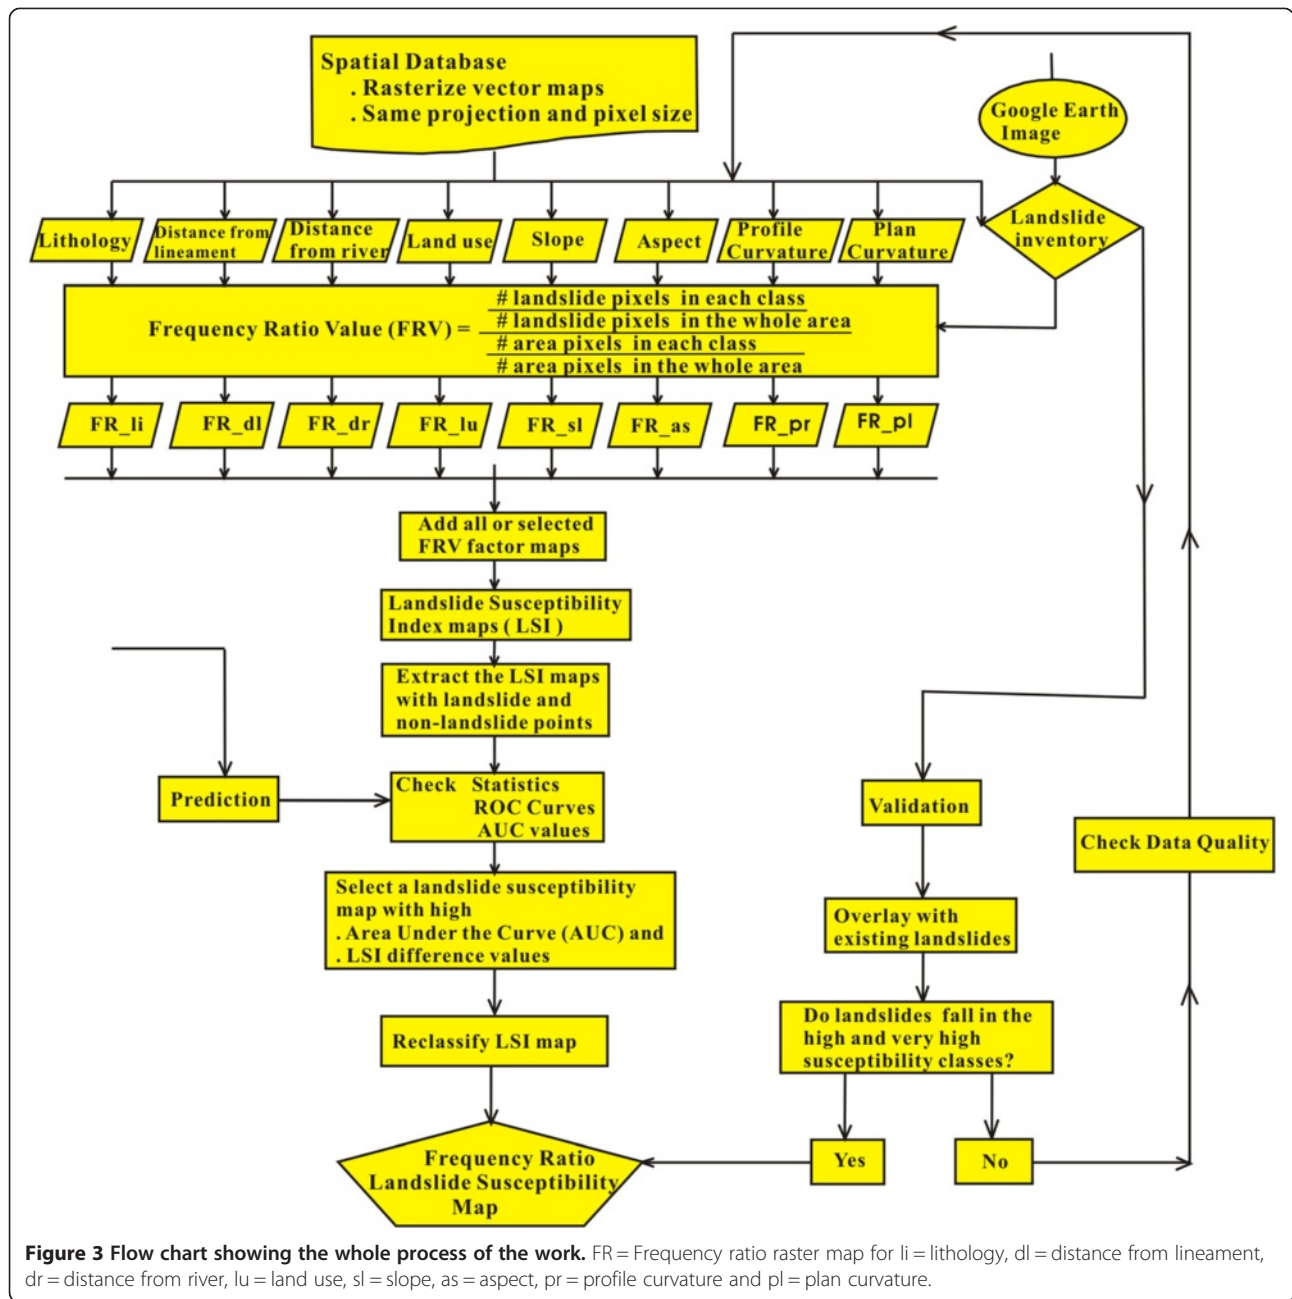 Spatial Database
. Rasterize vector maps
. Same projection and pixel size
Google Earth
Image
Landslide
inventory
Lithology
Distance from
lineament
Distance
from river
Land use
Slope
Aspect
Profile
Curvature
Plan
Curvature
Frequency Ratio Value (FRV) =
# landslide pixels in each class
# landslide pixels in the whole area
# area pixels in each class
# area pixels in the whole area
FR_li
FR_dl
FR_dr
FR_lu
FR_sl
FR_as
FR_pr
FR_pl
Add all or selected
FRV factor maps
Landslide Susceptibility
Index maps ( LSI )
Extract the LSI maps
with landslide and
non-landslide points
Prediction
Check Statistics
ROC Curves
AUC values
Select a landslide susceptibility
map with high
. Area Under the Curve (AUC) and
. LSI difference values
Reclassify LSI map
Frequency Ratio
Landslide Susceptibility
Map
Validation
Overlay with
existing landslides
Do landslides fall in the
high and very high
susceptibility classes?
Yes
No
Check Data Quality
Figure 3 Flow chart showing the whole process of the work. FR = Frequency ratio raster map for li = lithology, dl = distance from lineament,
dr = distance from river, lu = land use, sl = slope, as = aspect, pr = profile curvature and pl = plan curvature.